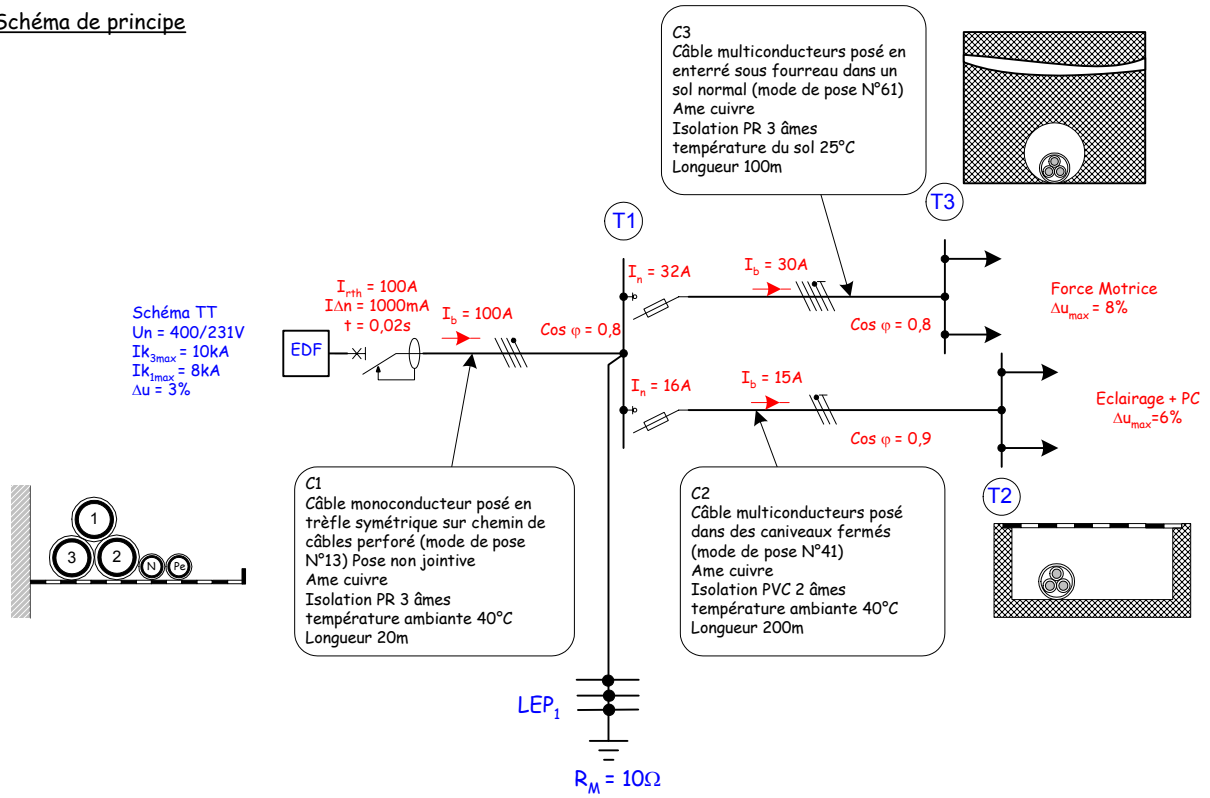 Schéma de principe
C3
Câble multiconducteurs posé en
enterré sous fourreau dans un
sol normal (mode de pose N°61)
Ame cuivre
Isolation PR 3 âmes
température du sol 25°C
Longueur 100m
T1
T3
Schéma TT
Un = 400/231V
Ik3max = 10kA
Ik1max = 8kA
Δu = 3%
EDF
Irth = 100A
IΔn = 1000mA
t = 0,02s
Ib = 100A
Cos φ = 0,8
In = 32A
Ib = 30A
Cos φ = 0,8
Force Motrice
Δumax = 8%
In = 16A
Ib = 15A
Cos φ = 0,9
Eclairage + PC
Δumax=6%
T2
1
3
2
N
Pe
C1
Câble monoconducteur posé en
trèfle symétrique sur chemin de
câbles perforé (mode de pose
N°13) Pose non jointive
Ame cuivre
Isolation PR 3 âmes
température ambiante 40°C
Longueur 20m
C2
Câble multiconducteurs posé
dans des caniveaux fermés
(mode de pose N°41)
Ame cuivre
Isolation PVC 2 âmes
température ambiante 40°C
Longueur 200m
LEP1
RM = 10Ω